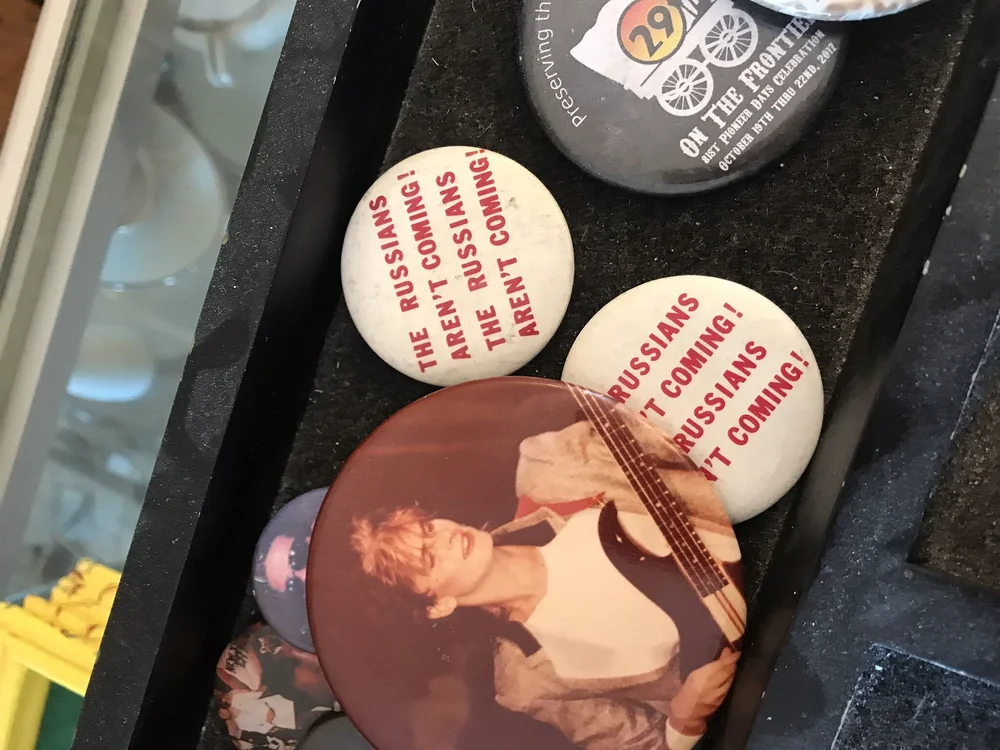 Preserving th
29
ON THE FRONTIE
81ST PIONEER DAYS CELEBRATION
OCTOBER 19TH THRU 22ND, 2017
THE RUSSIANS
AREN'T COMING!
THE RUSSIANS
AREN'T COMING!
RUSSIANS
'T COMING!
RUSSIANS
N'T COMING!